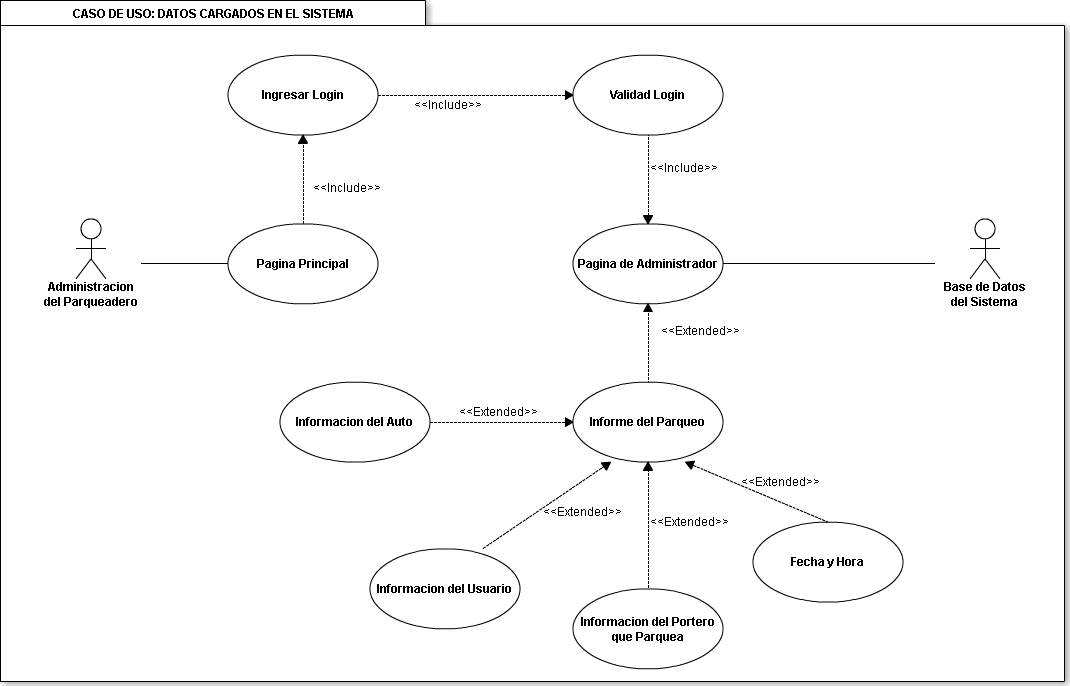 CASO DE USO: DATOS CARGADOS EN EL SISTEMA
Ingresar Login
<<Include>>
Validad Login
<<Include>>
<<Include>>
Administracion
del Parqueadero
Pagina Principal
Pagina de Administrador
Base de Datos
del Sistema
<<Extended>>
Informacion del Auto
<<Extended>>
Informe del Parqueo
<<Extended>>
<<Extended>>
<<Extended>>
Fecha y Hora
Informacion del Usuario
Informacion del Portero
que Parquea